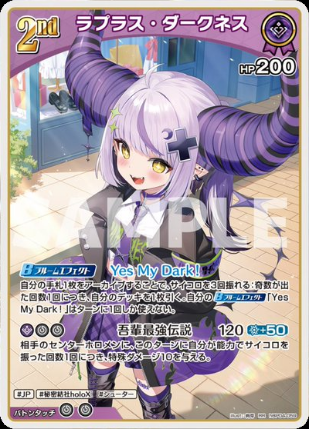 2nd
ラプラス・ダークネス
HP200
SAMPLE
ブルームエフェクト Yes My Dark!
自分の手札1枚をアーカイブすることで、サイコロを3回振れる：奇数が出
た回数1回につき、自分のデッキを1枚引く。自分のブルームエフェクト「Yes
My Dark!」はターンに1回しか使えない。
吾輩最強伝説 120 +50
相手のセンターホロメンに、このターンに自分が能力でサイコロを
振った回数1回につき、特殊ダメージ10を与える。
#JP #秘密結社holoX #シューター
バトンタッチ